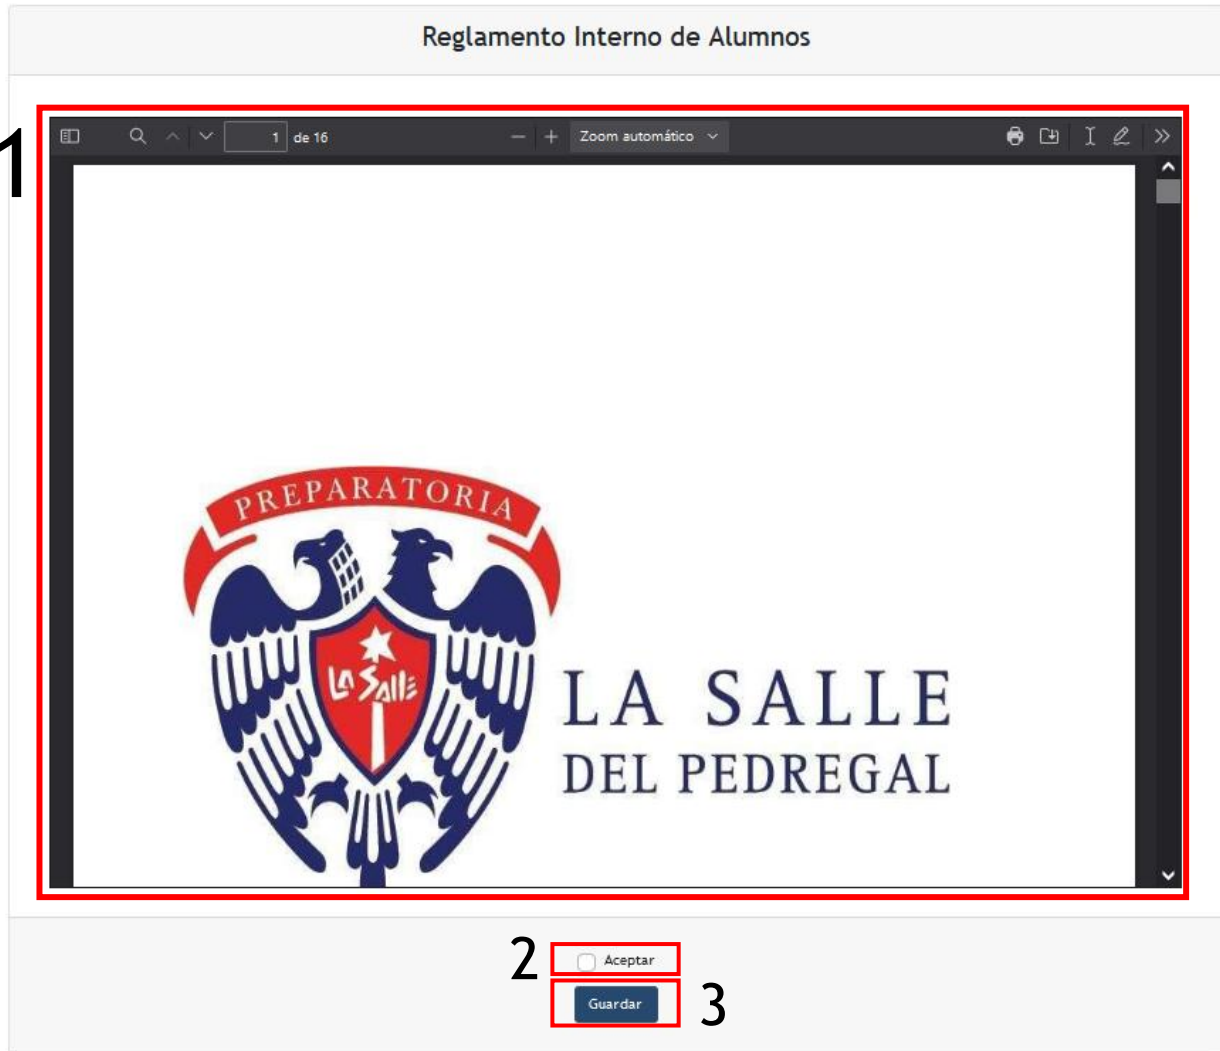 Reglamento Interno de Alumnos
1
1 de 16
Zoom automático
PREPARATORIA
La Salle
LA SALLE
DEL PEDREGAL
2
Aceptar
Guardar
3